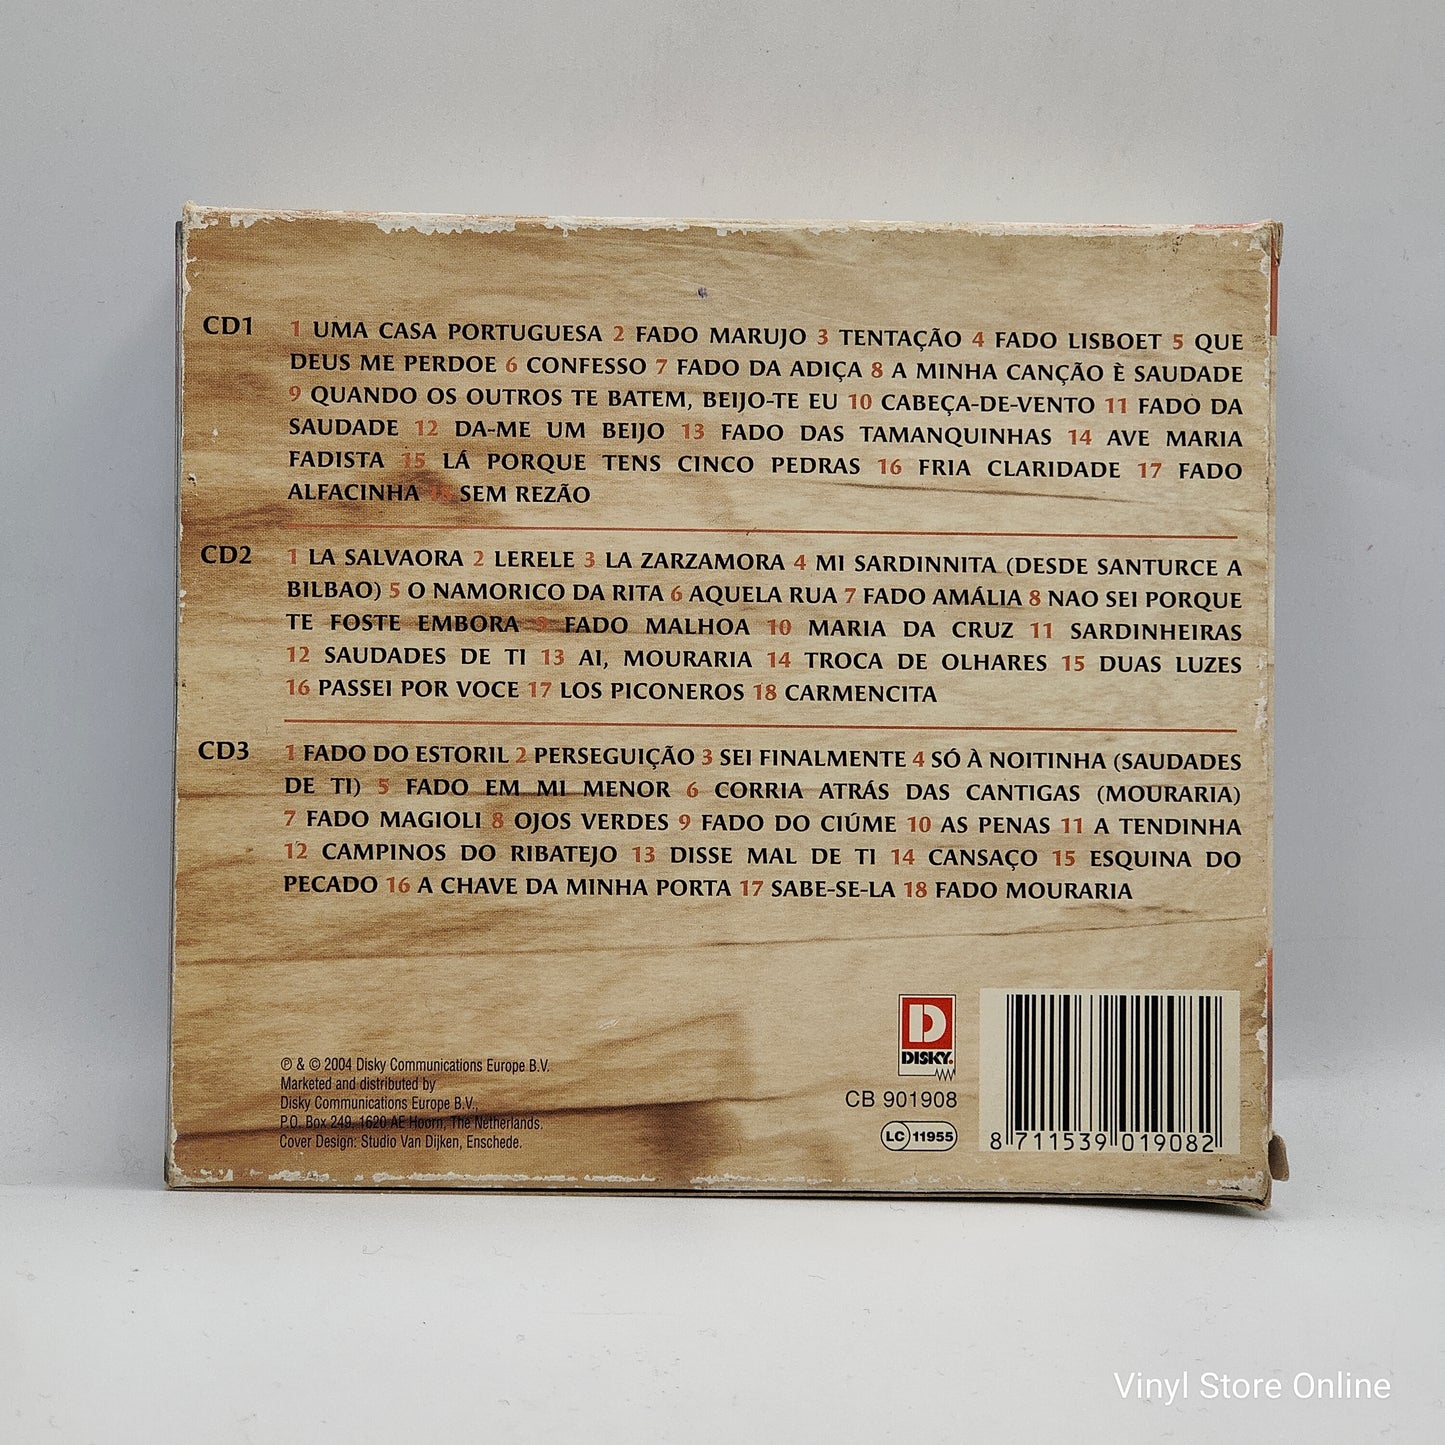 CD1 1 UMA CASA PORTUGUESA 2 FADO MARUJO 3 TENTAÇÃO 4 FADO LISBOET 5 QUE
DEUS ME PERDOE 6 CONFESSO 7 FADO DA ADIÇA 8 A MINHA CANÇÃO È SAUDADE
9 QUANDO OS OUTROS TE BATEM, BEIJO-TE EU 10 CABEÇA-DE-VENTO 11 FADO DA
SAUDADE 12 DA-ME UM BEIJO 13 FADO DAS TAMANQUINHAS 14 AVE MARIA
FADISTA 15 LÁ PORQUE TENS CINCO PEDRAS 16 FRIA CLARIDADE 17 FADO
ALFACINHA SEM REZÃO
CD2 1 LA SALVAORA 2 LERELE 3 LA ZARZAMORA 4 MI SARDINNITA (DESDE SANTURCE A
BILBAO) 5 O NAMORICO DA RITA 6 AQUELA RUA 7 FADO AMÁLIA 8 NAO SEI PORQUE
TE FOSTE EMBORA 9 FADO MALHOA 10 MARIA DA CRUZ 11 SARDINHEIRAS
12 SAUDADES DE TI 13 AI, MOURARIA 14 TROCA DE OLHARES 15 DUAS LUZES
16 PASSEI POR VOCE 17 LOS PICONEROS 18 CARMENCITA
CD3 1 FADO DO ESTORIL 2 PERSEGUIÇÃO 3 SEI FINALMENTE 4 SÓ À NOITINHA (SAUDADES
DE TI) 5 FADO EM MI MENOR 6 CORRIA ATRÁS DAS CANTIGAS (MOURARIA)
7 FADO MAGIOLI 8 OJOS VERDES 9 FADO DO CIÚME 10 AS PENAS 11 A TENDINHA
12 CAMPINOS DO RIBATEJO 13 DISSE MAL DE TI 14 CANSAÇO 15 ESQUINA DO
PECADO 16 A CHAVE DA MINHA PORTA 17 SABE-SE-LA 18 FADO MOURARIA
℗ & © 2004 Disky Communications Europe B.V.
Marketed and distributed by
Disky Communications Europe B.V.,
P.O. Box 249, 1620 AE Hoorn, The Netherlands.
Cover Design: Studio Van Dijken, Enschede.
D
DISKY.
CB 901908
LC 11955
8 711539 019082
Vinyl Store Online